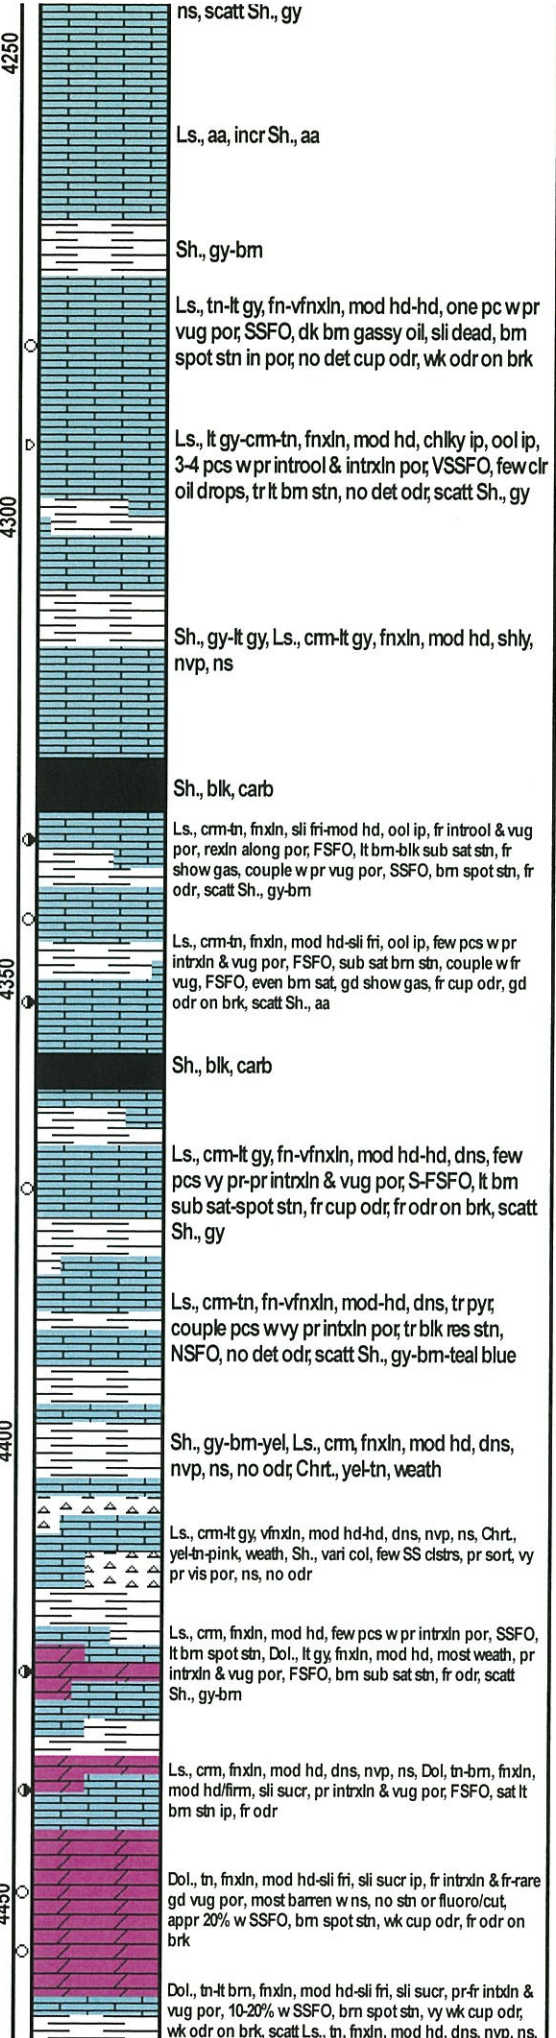 ns, scatt Sh., gy
4250
Ls., aa, incr Sh., aa
Sh., gy-brn
Ls., tn-lt gy, fn-vfnxln, mod hd-hd, one pc w pr
vug por, SSFO, dk brn gassy oil, sli dead, brn
spot stn in por, no det cup odr, wk odr on brk
Ls., lt gy-crm-tn, fnxln, mod hd, chlky ip, ool ip,
3-4 pcs w pr introol & intrxln por, VSSFO, few clr
oil drops, tr lt brn stn, no det odr, scatt Sh., gy
4300
Sh., gy-lt gy, Ls., crm-lt gy, fnxln, mod hd, shly,
nvp, ns
Sh., blk, carb
Ls., crm-tn, fnxln, sli fri-mod hd, ool ip, fr introol & vug
por, rexln along por, FSFO, lt brn-blk sub sat stn, fr
show gas, couple w pr vug por, SSFO, brn spot stn, fr
odr, scatt Sh., gy-brn
Ls., crm-tn, fnxln, mod hd-sli fri, ool ip, few pcs w pr
intrxln & vug por, FSFO, sub sat brn stn, couple w fr
vug, FSFO, even brn sat, gd show gas, fr cup odr, gd
odr on brk, scatt Sh., aa
4350
Sh., blk, carb
Ls., crm-lt gy, fn-vfnxln, mod hd-hd, dns, few
pcs vy pr-pr intrxln & vug por, S-FSFO, lt brn
sub sat-spot stn, fr cup odr, fr odr on brk, scatt
Sh., gy
Ls., crm-tn, fn-vfnxln, mod-hd, dns, tr pyr,
couple pcs w vy pr intxln por, tr blk res stn,
NSFO, no det odr, scatt Sh., gy-brn-teal blue
4400
Sh., gy-brn-yel, Ls., crm, fnxln, mod hd, dns,
nvp, ns, no odr, Chrt., yel-tn, weath
Ls., crm-lt gy, vfnxln, mod hd-hd, dns, nvp, ns, Chrt.,
yel-tn-pink, weath, Sh., vari col, few SS clstrs, pr sort, vy
pr vis por, ns, no odr
Ls., crm, fnxln, mod hd, few pcs w pr intrxln por, SSFO,
lt brn spot stn, Dol., lt gy, fnxln, mod hd, most weath, pr
intrxln & vug por, FSFO, brn sub sat stn, fr odr, scatt
Sh., gy-brn
Ls., crm, fnxln, mod hd, dns, nvp, ns, Dol, tn-brn, fnxln,
mod hd/firm, sli sucr, pr intrxln & vug por, FSFO, sat lt
brn stn ip, fr odr
Dol., tn, fnxln, mod hd-sli fri, sli sucr ip, fr intrxln & fr-rare
gd vug por, most barren w ns, no stn or fluoro/cut,
appr 20% w SSFO, brn spot stn, wk cup odr, fr odr on
brk
4450
Dol., tn-lt brn, fnxln, mod hd-sli fri, sli sucr, pr-fr intxln &
vug por, 10-20% w SSFO, brn spot stn, vy wk cup odr,
wk odr on brk, scatt Ls., tn, fnxln, mod hd, dns, nvp, ns,